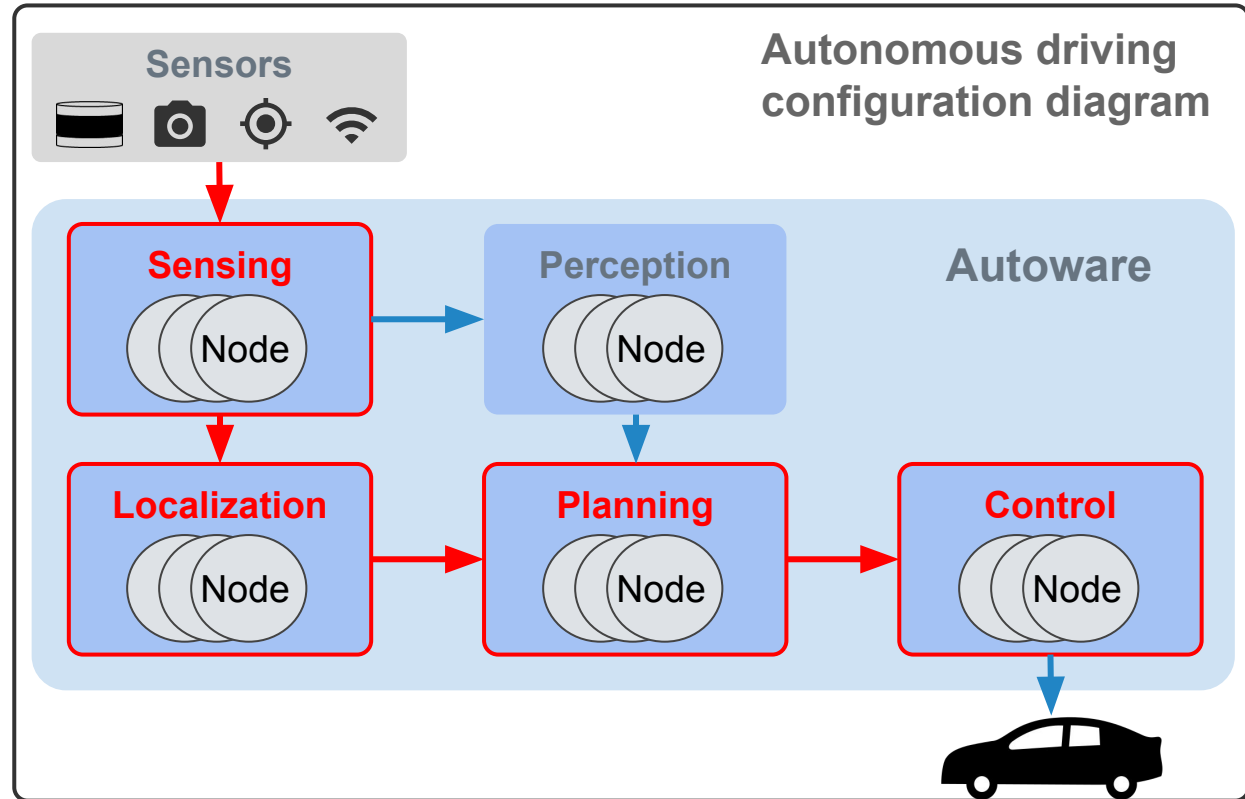 Autonomous driving
configuration diagram
Sensors
Autoware
Sensing
Node
Perception
Node
Localization
Node
Planning
Node
Control
Node